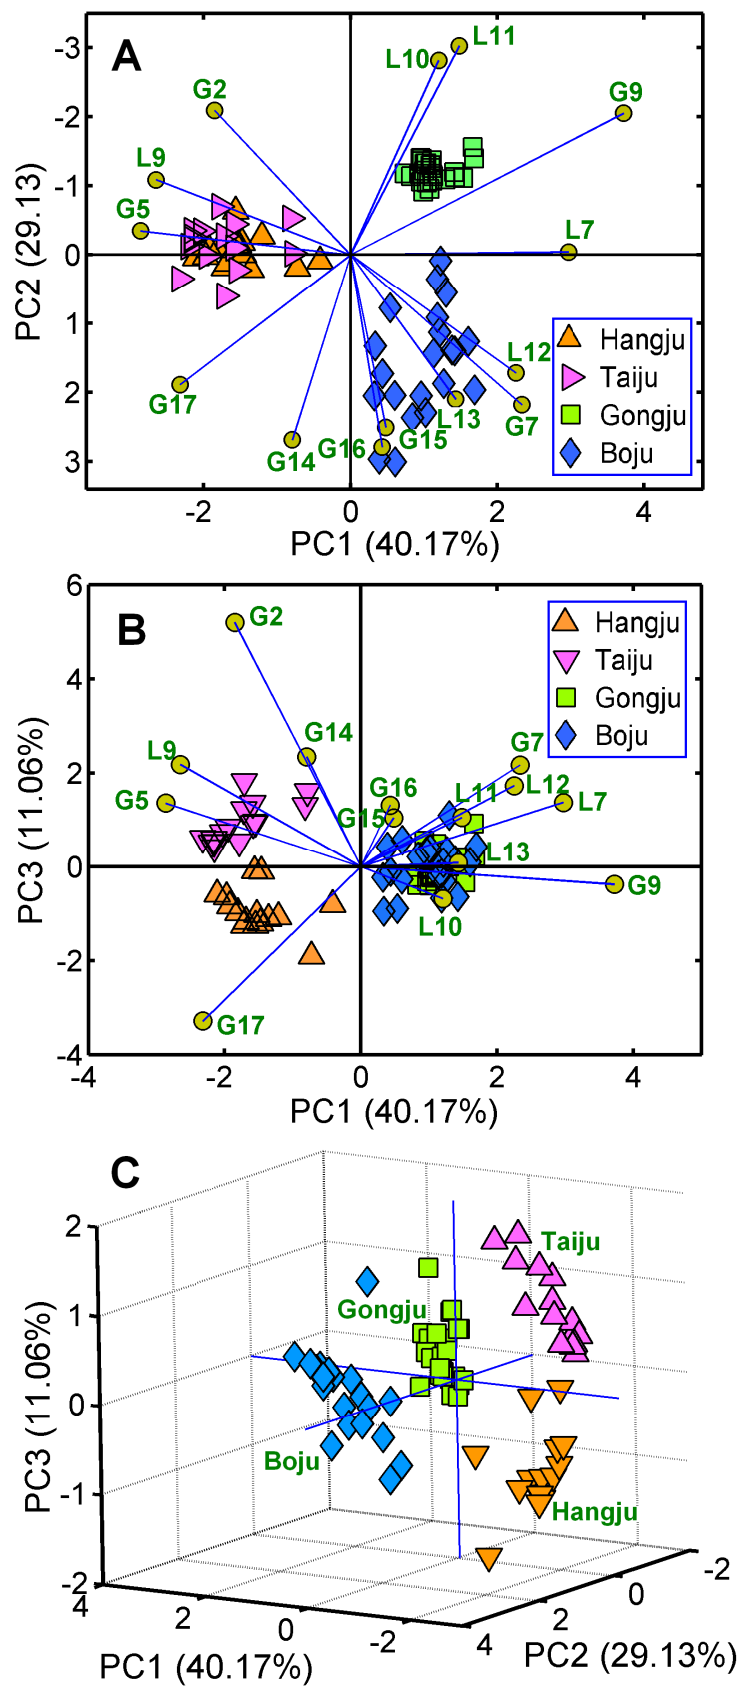 A
-3
-2
-1
0
1
2
3
PC2 (29.13)
L10
L11
G2
G9
L9
G5
L7
L12
G17
G14
G16
G15
L13
G7
Hangju
Taiju
Gongju
Boju
-2
0
2
4
PC1 (40.17%)
B
6
4
2
0
-2
-4
PC3 (11.06%)
G2
G14
L9
G5
G16
G15
G7
L11
L12
L7
L13
G9
L10
G17
Hangju
Taiju
Gongju
Boju
-4
-2
0
2
4
PC1 (40.17%)
C
2
1
0
-1
-2
PC3 (11.06%)
Taiju
Gongju
Boju
Hangju
4
2
0
-2
PC1 (40.17%)
4
2
0
-2
PC2 (29.13%)